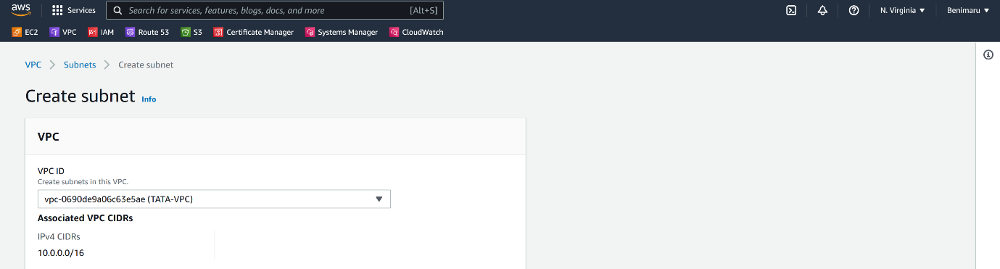 aws
Services
Search for services, features, blogs, docs, and more [Alt+S]
N. Virginia
Benimaru
EC2 VPC IAM Route 53 S3 Certificate Manager Systems Manager CloudWatch
VPC > Subnets > Create subnet
Create subnet Info
VPC
VPC ID
Create subnets in this VPC.
vpc-0690de9a06c63e5ae (TATA-VPC)
Associated VPC CIDRs
IPv4 CIDRs
10.0.0.0/16